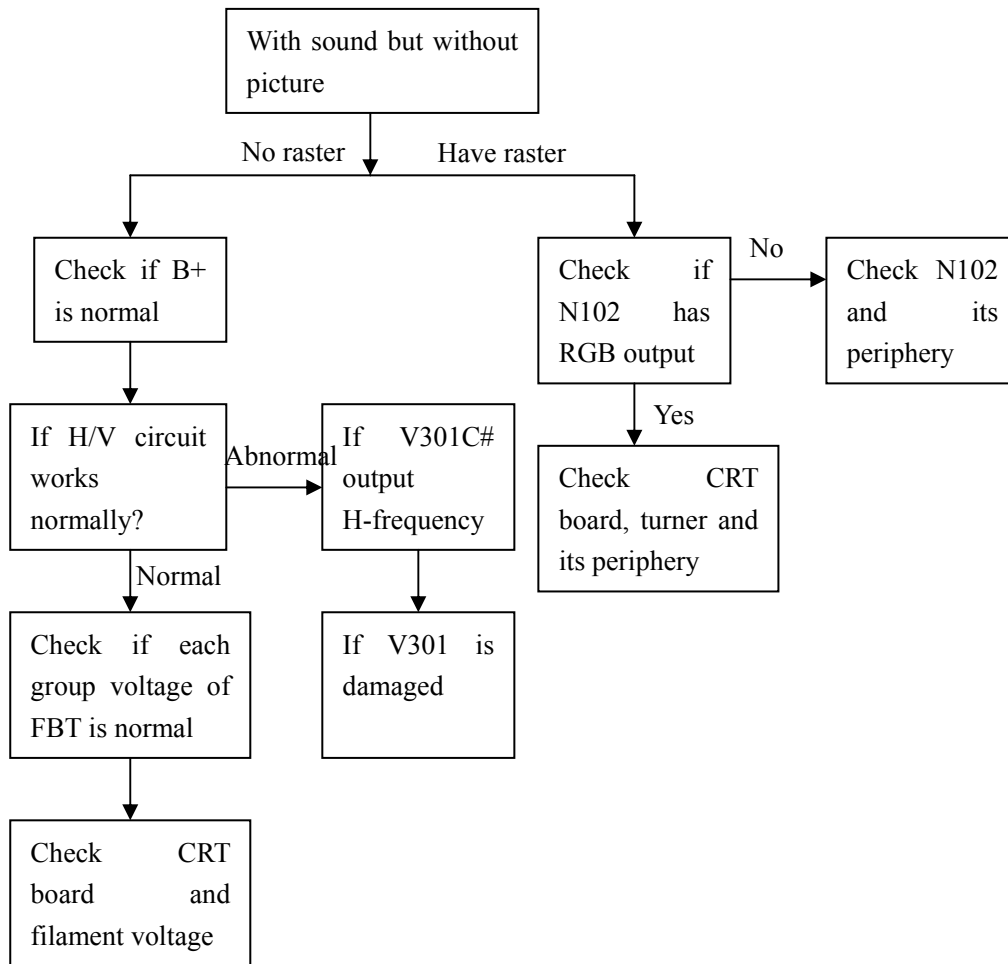 With sound but without
picture
No raster
Have raster
Check if B+
is normal
Check if
N102 has
RGB output
No
Check N102
and its
periphery
Yes
If H/V circuit
works
normally?
Abnormal
If V301C#
output
H-frequency
Check CRT
board, turner and
its periphery
Normal
Check if each
group voltage of
FBT is normal
If V301 is
damaged
Check CRT
board and
filament voltage